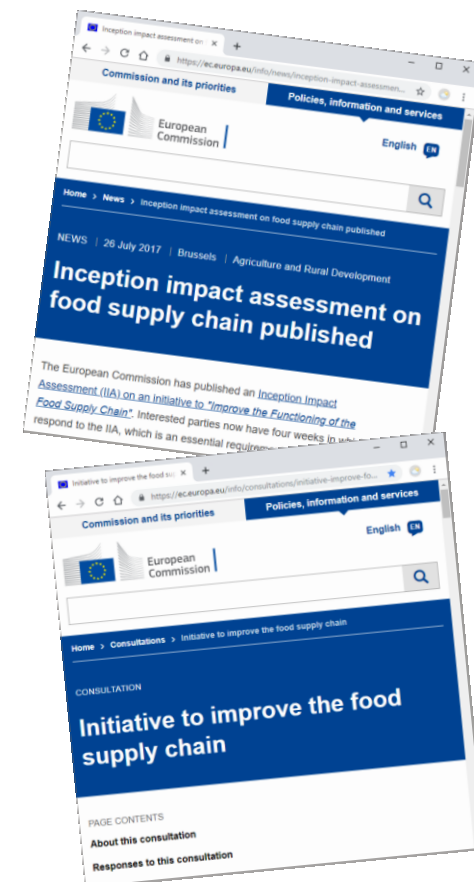 Inception impact assessment on
https://ec.europa.eu/info/news/inception-impact-assessmen...
Commission and its priorities
Policies, information and services
European
Commission
English EN
Home > News > Inception impact assessment on food supply chain published
NEWS | 26 July 2017 | Brussels | Agriculture and Rural Development
Inception impact assessment on
food supply chain published
The European Commission has published an Inception Impact
Assessment (IIA) on an initiative to "Improve the Functioning of the
Food Supply Chain". Interested parties now have four weeks in
respond to the IIA, which is an essential
Initiative to improve the food
https://ec.europa.eu/info/consultations/initiative-improve-fo...
Commission and its priorities
Policies, information and services
European
Commission
English EN
Home > Consultations > Initiative to improve the food supply chain
CONSULTATION
Initiative to improve the food
supply chain
PAGE CONTENTS
About this consultation
Responses to this consultation